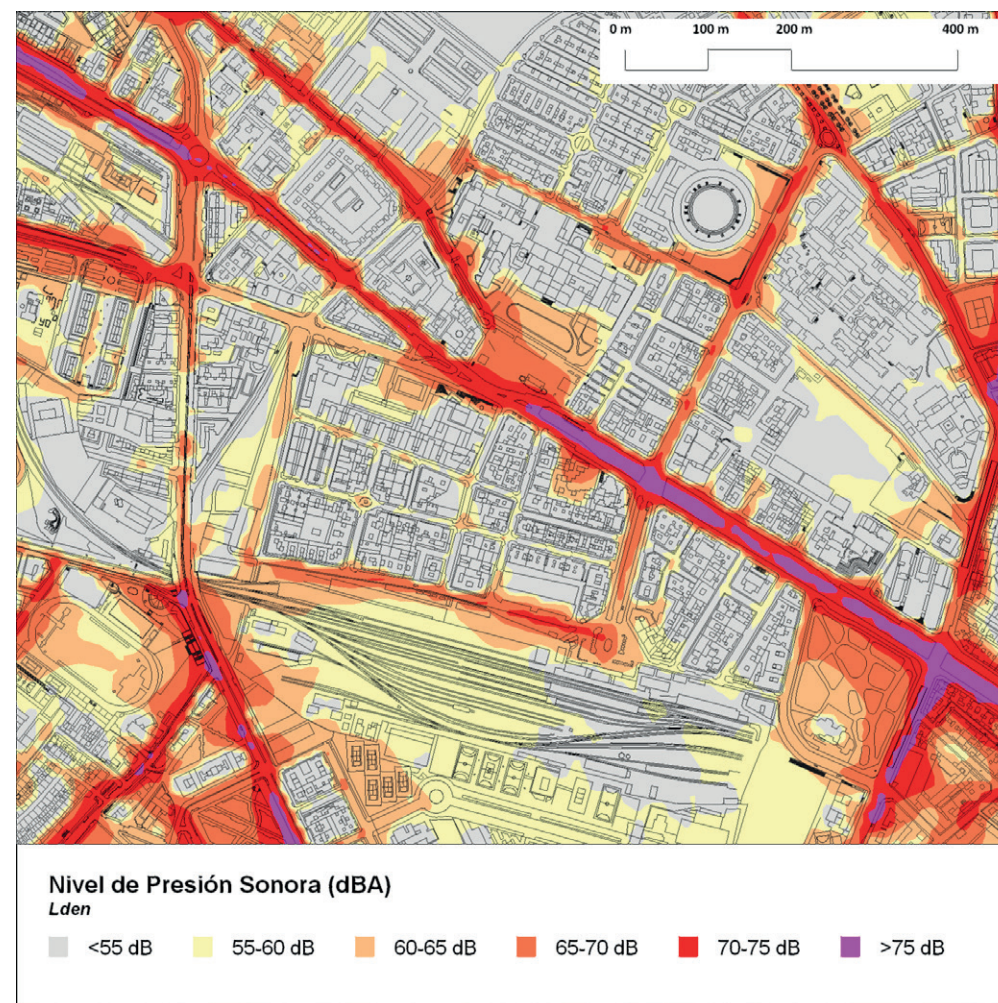 0 m 100 m 200 m 400 m
Nivel de Presión Sonora (dBA)
Lden
<55 dB 55-60 dB 60-65 dB 65-70 dB 70-75 dB >75 dB